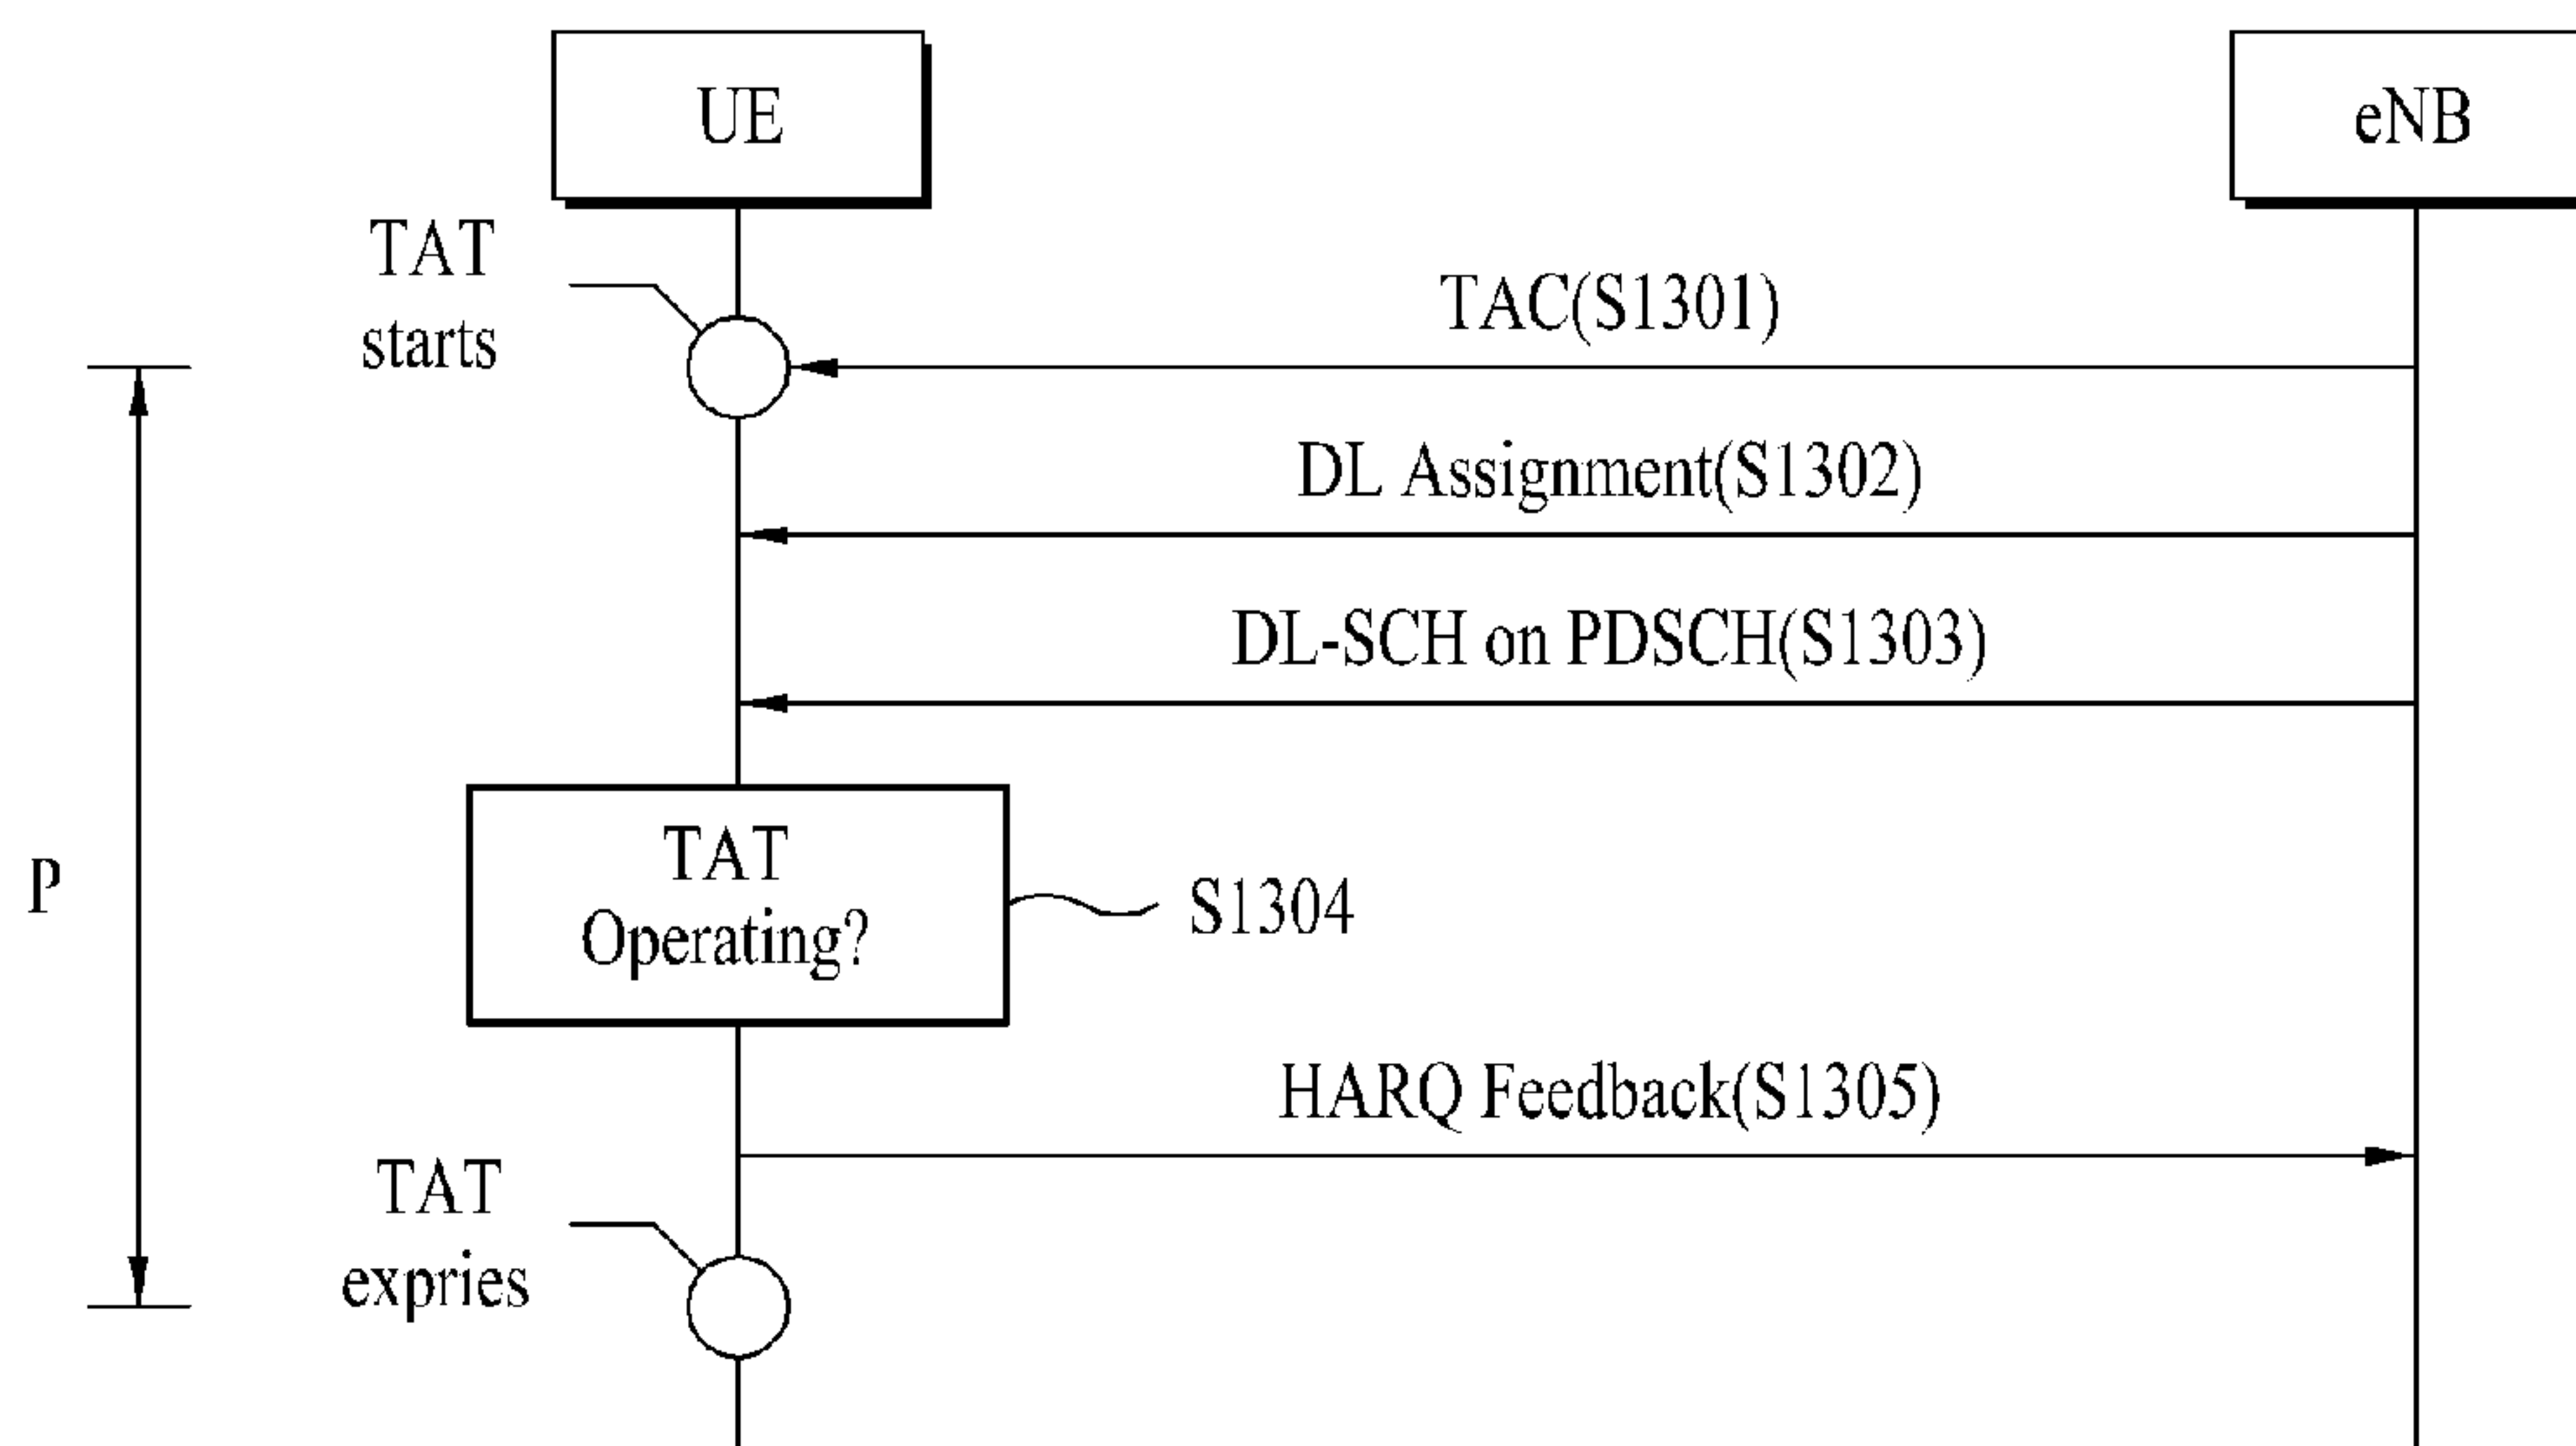 UE
eNB
TAT
starts
TAC(S1301)
DL Assignment(S1302)
DL-SCH on PDSCH(S1303)
TAT
Operating?
S1304
P
HARQ Feedback(S1305)
TAT
expries